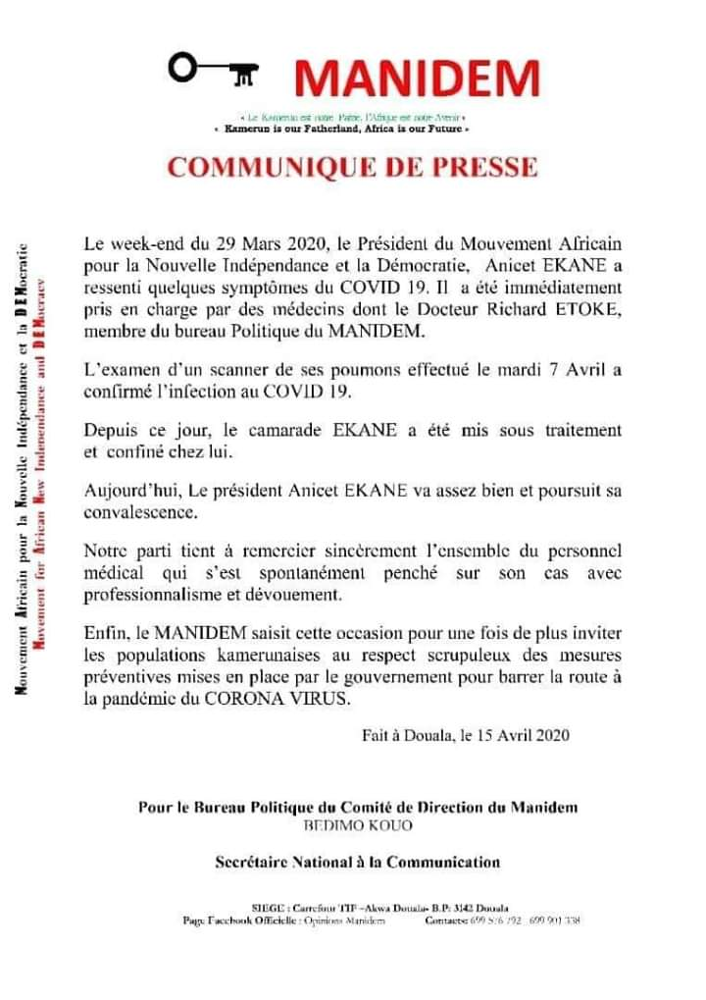 MANIDEM
« Le Kamerun est notre Patrie, l'Afrique est notre Avenir »
« Kamerun is our Fatherland, Africa is our Future »
COMMUNIQUE DE PRESSE
Mouvement Africain pour la Nouvelle Indépendance et la DEMocratie
Movement for African New Independance and DEMocracy
Le week-end du 29 Mars 2020, le Président du Mouvement Africain
pour la Nouvelle Indépendance et la Démocratie, Anicet EKANE a
ressenti quelques symptômes du COVID 19. Il a été immédiatement
pris en charge par des médecins dont le Docteur Richard ETOKE,
membre du bureau Politique du MANIDEM.
L'examen d'un scanner de ses poumons effectué le mardi 7 Avril a
confirmé l'infection au COVID 19.
Depuis ce jour, le camarade EKANE a été mis sous traitement
et confiné chez lui.
Aujourd'hui, Le président Anicet EKANE va assez bien et poursuit sa
convalescence.
Notre parti tient à remercier sincèrement l'ensemble du personnel
médical qui s'est spontanément penché sur son cas avec
professionnalisme et dévouement.
Enfin, le MANIDEM saisit cette occasion pour une fois de plus inviter
les populations kamerunaises au respect scrupuleux des mesures
préventives mises en place par le gouvernement pour barrer la route à
la pandémie du CORONA VIRUS.
Fait à Douala, le 15 Avril 2020
Pour le Bureau Politique du Comité de Direction du Manidem
BEDIMO KOUO
Secrétaire National à la Communication
SIEGE : Carrefour TIF –Akwa Douala- B.P: 3142 Douala
Page Facebook Officielle : Opinions Manidem Contacts: 699 576 792 699 901 338